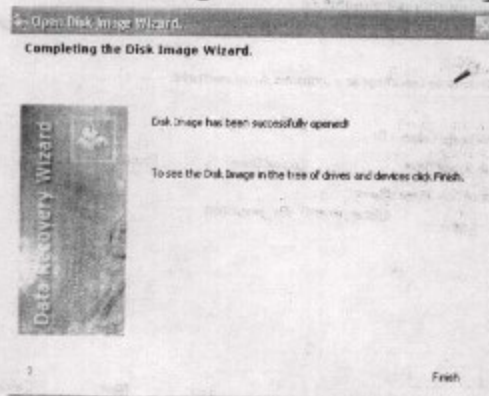 Open Disk Image Wizard.
Completing the Disk Image Wizard.
Disk Image has been successfully opened!
To see the Disk Image in the tree of drives and devices click Finish.
Data Recovery Wizard
Finish